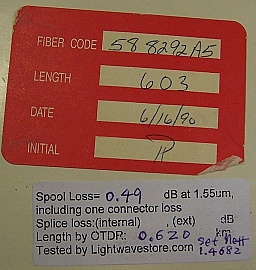 FIBER CODE 588292A5
LENGTH 603
DATE 6/16/90
INITIAL R
Spool Loss= 0.49 dB at 1.55um,
including one connector loss
Splice loss:(internal) , (ext) dB
Length by OTDR: 0.620 km
set
1.4682
Tested by Lightwavestore.com